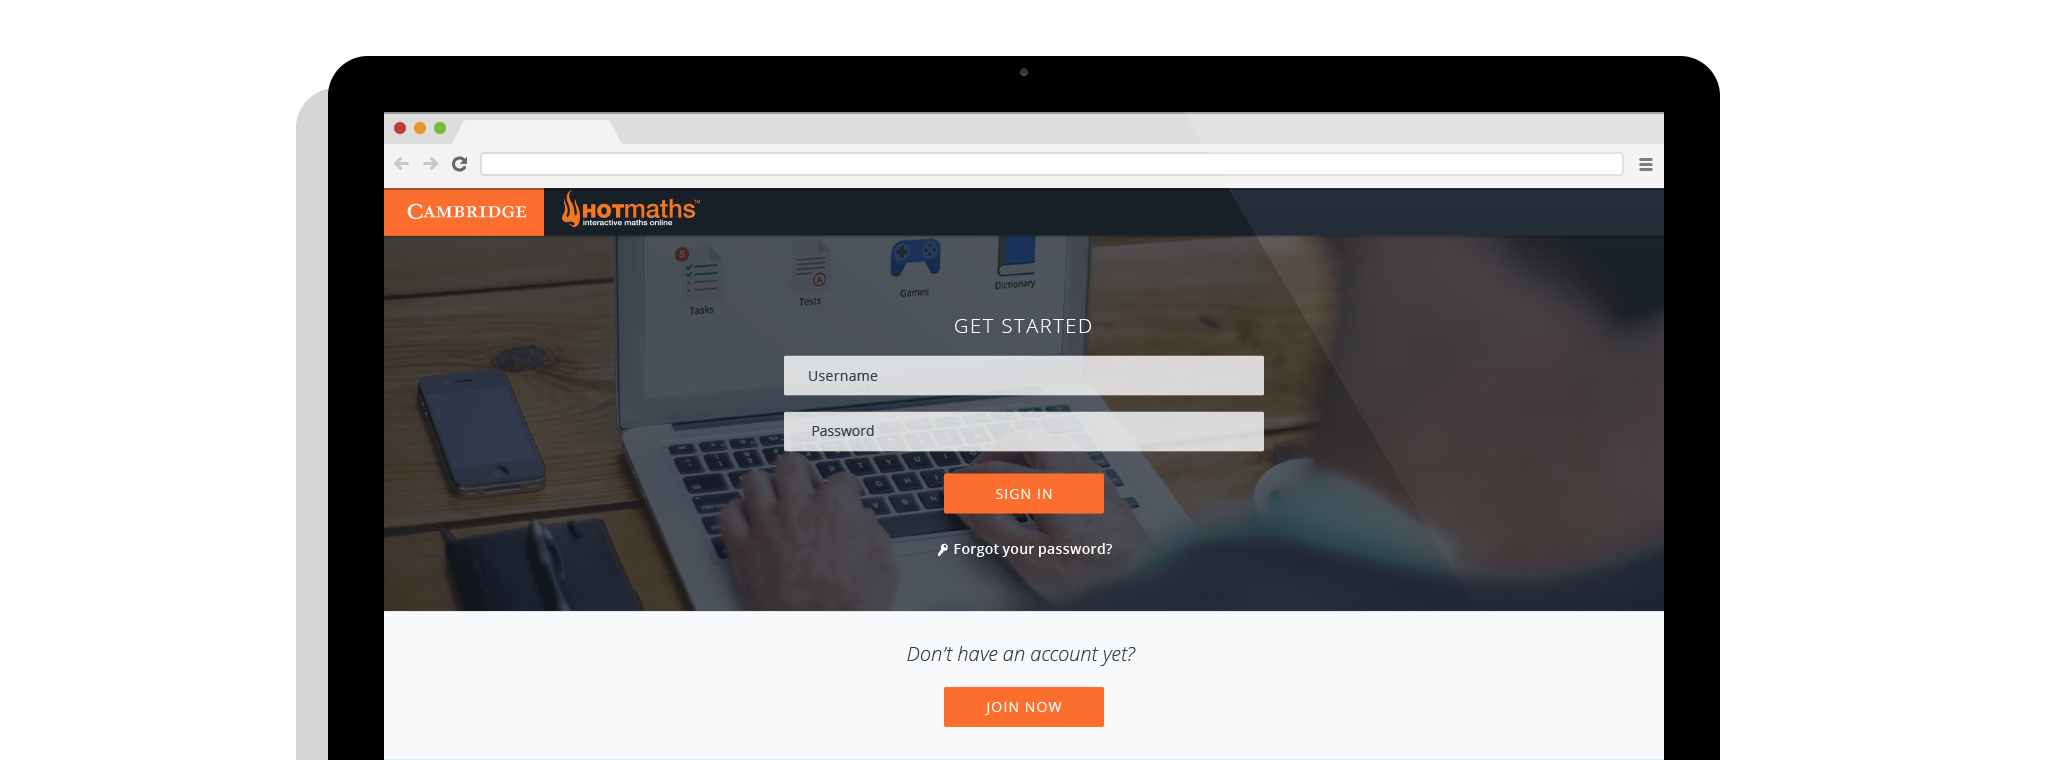 CAMBRIDGE
HOTmaths™
interactive maths online
5
A
Tasks
Tests
Games
Dictionary
GET STARTED
Username
Password
SIGN IN
Forgot your password?
Don't have an account yet?
JOIN NOW